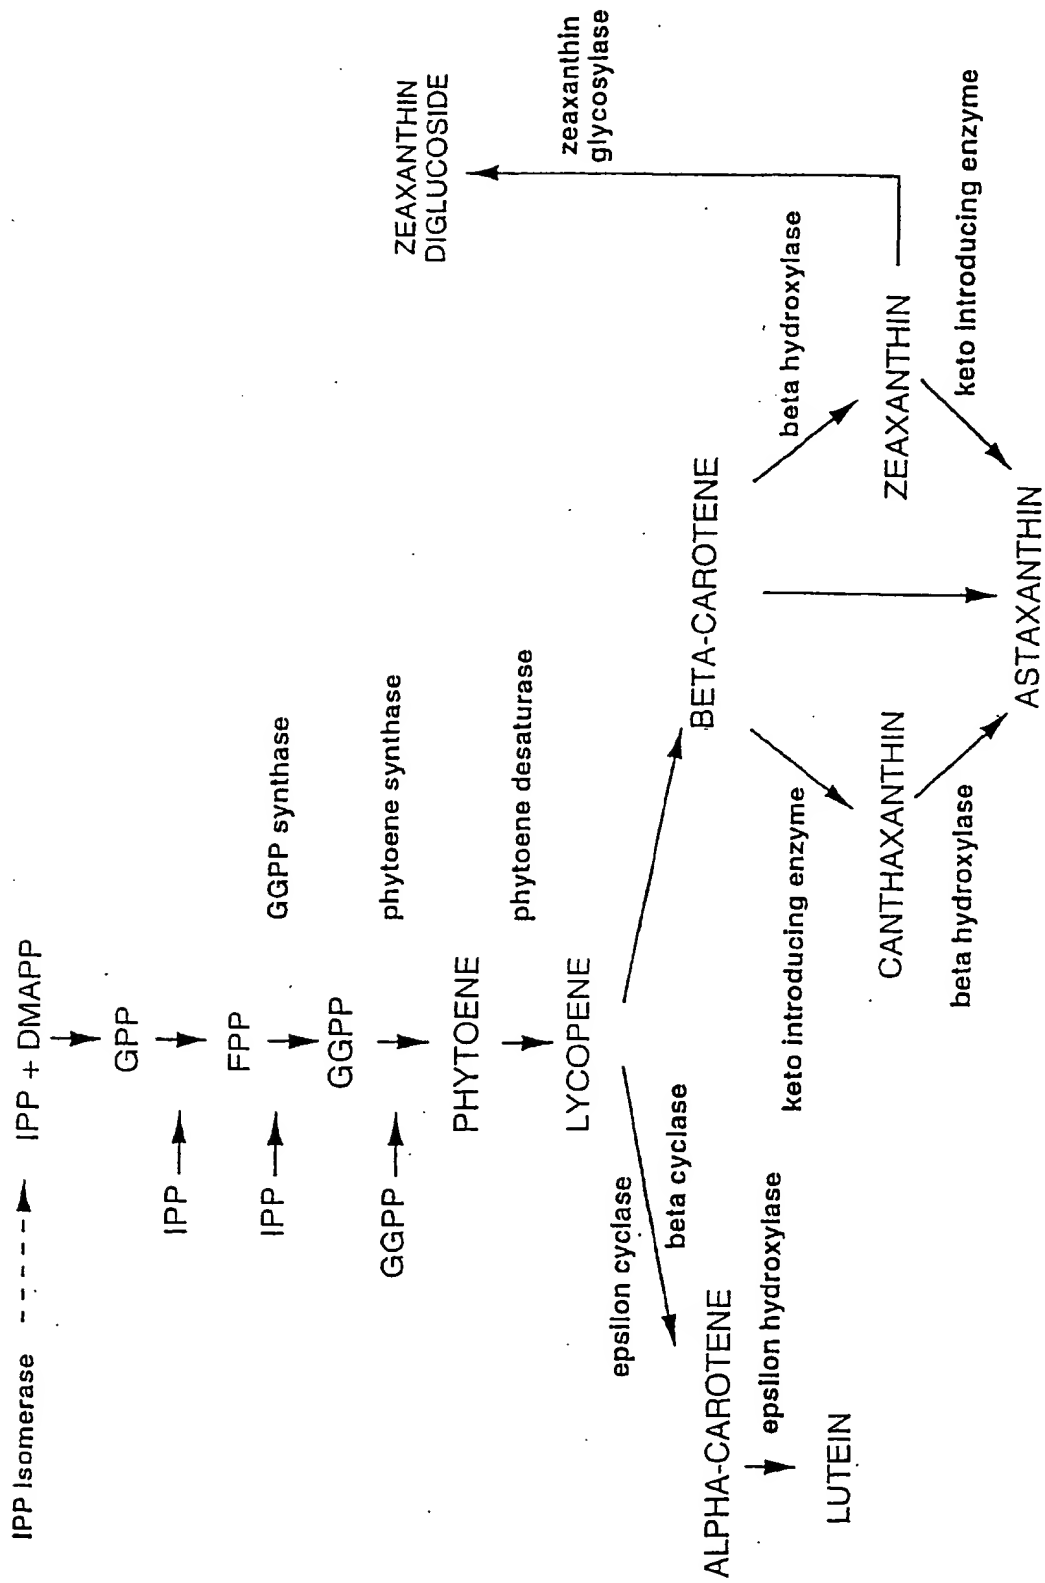 IPP Isomerase
IPP + DMAPP
GPP
IPP
FPP
IPP
GGPP synthase
GGPP
GGPP
phytoene synthase
PHYTOENE
phytoene desaturase
LYCOPENE
epsilon cyclase
beta cyclase
ALPHA-CAROTENE
epsilon hydroxylase
LUTEIN
BETA-CAROTENE
keto introducing enzyme
beta hydroxylase
CANTHAXANTHIN
ZEAXANTHIN
beta hydroxylase
keto introducing enzyme
ASTAXANTHIN
zeaxanthin
glycosylase
ZEAXANTHIN
DIGLUCOSIDE